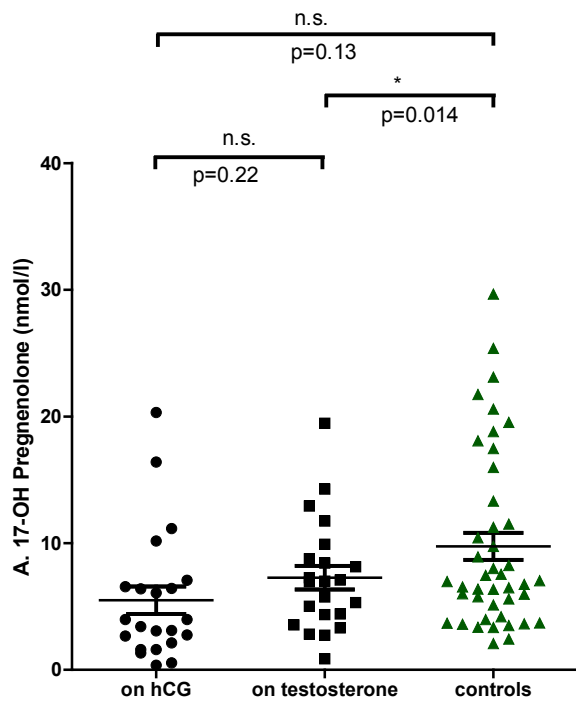 n.s.
p=0.13
*
p=0.014
n.s.
p=0.22
A. 17-OH Pregnenolone (nmol/l)
40
30
20
10
0
on hCG on testosterone controls